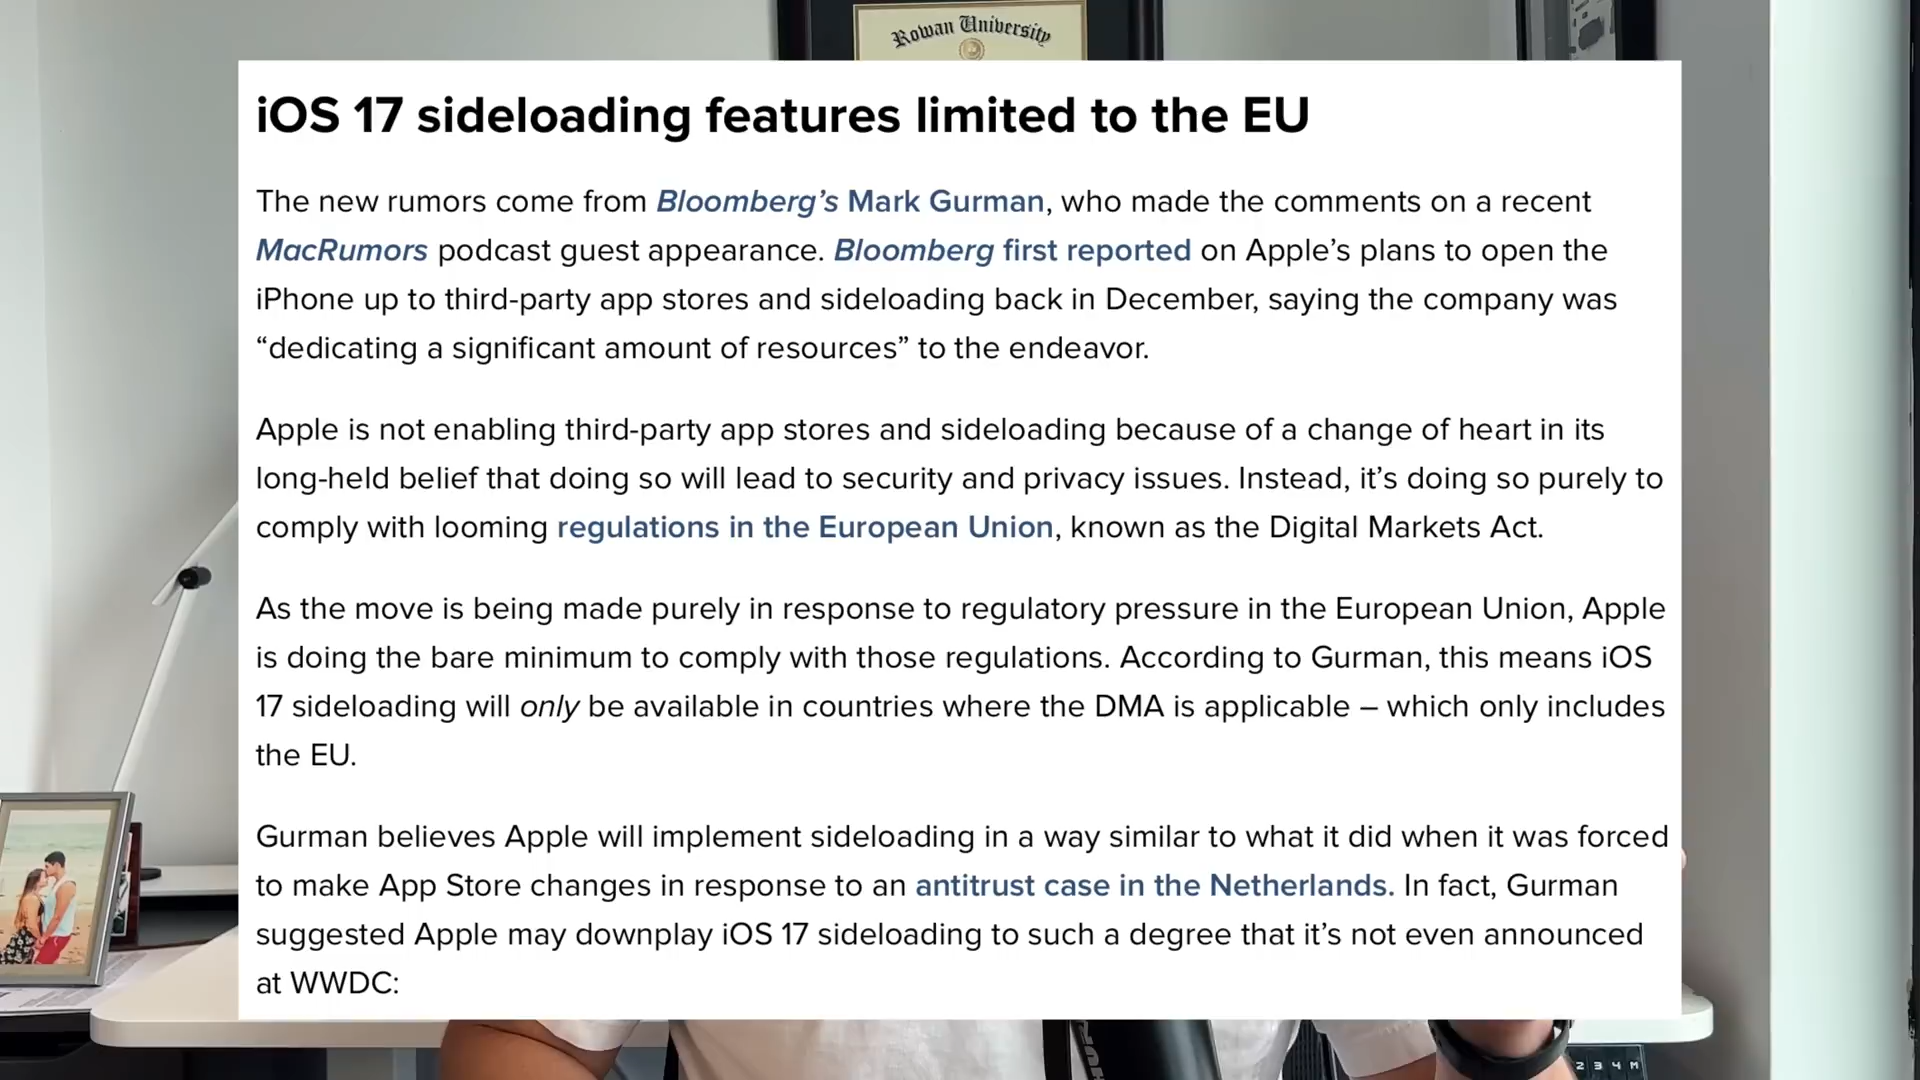 Rowan University
iOS 17 sideloading features limited to the EU
The new rumors come from Bloomberg’s Mark Gurman, who made the comments on a recent
MacRumors podcast guest appearance. Bloomberg first reported on Apple’s plans to open the
iPhone up to third-party app stores and sideloading back in December, saying the company was
“dedicating a significant amount of resources” to the endeavor.
Apple is not enabling third-party app stores and sideloading because of a change of heart in its
long-held belief that doing so will lead to security and privacy issues. Instead, it’s doing so purely to
comply with looming regulations in the European Union, known as the Digital Markets Act.
As the move is being made purely in response to regulatory pressure in the European Union, Apple
is doing the bare minimum to comply with those regulations. According to Gurman, this means iOS
17 sideloading will only be available in countries where the DMA is applicable – which only includes
the EU.
Gurman believes Apple will implement sideloading in a way similar to what it did when it was forced
to make App Store changes in response to an antitrust case in the Netherlands. In fact, Gurman
suggested Apple may downplay iOS 17 sideloading to such a degree that it’s not even announced
at WWDC:
2 3 4 M